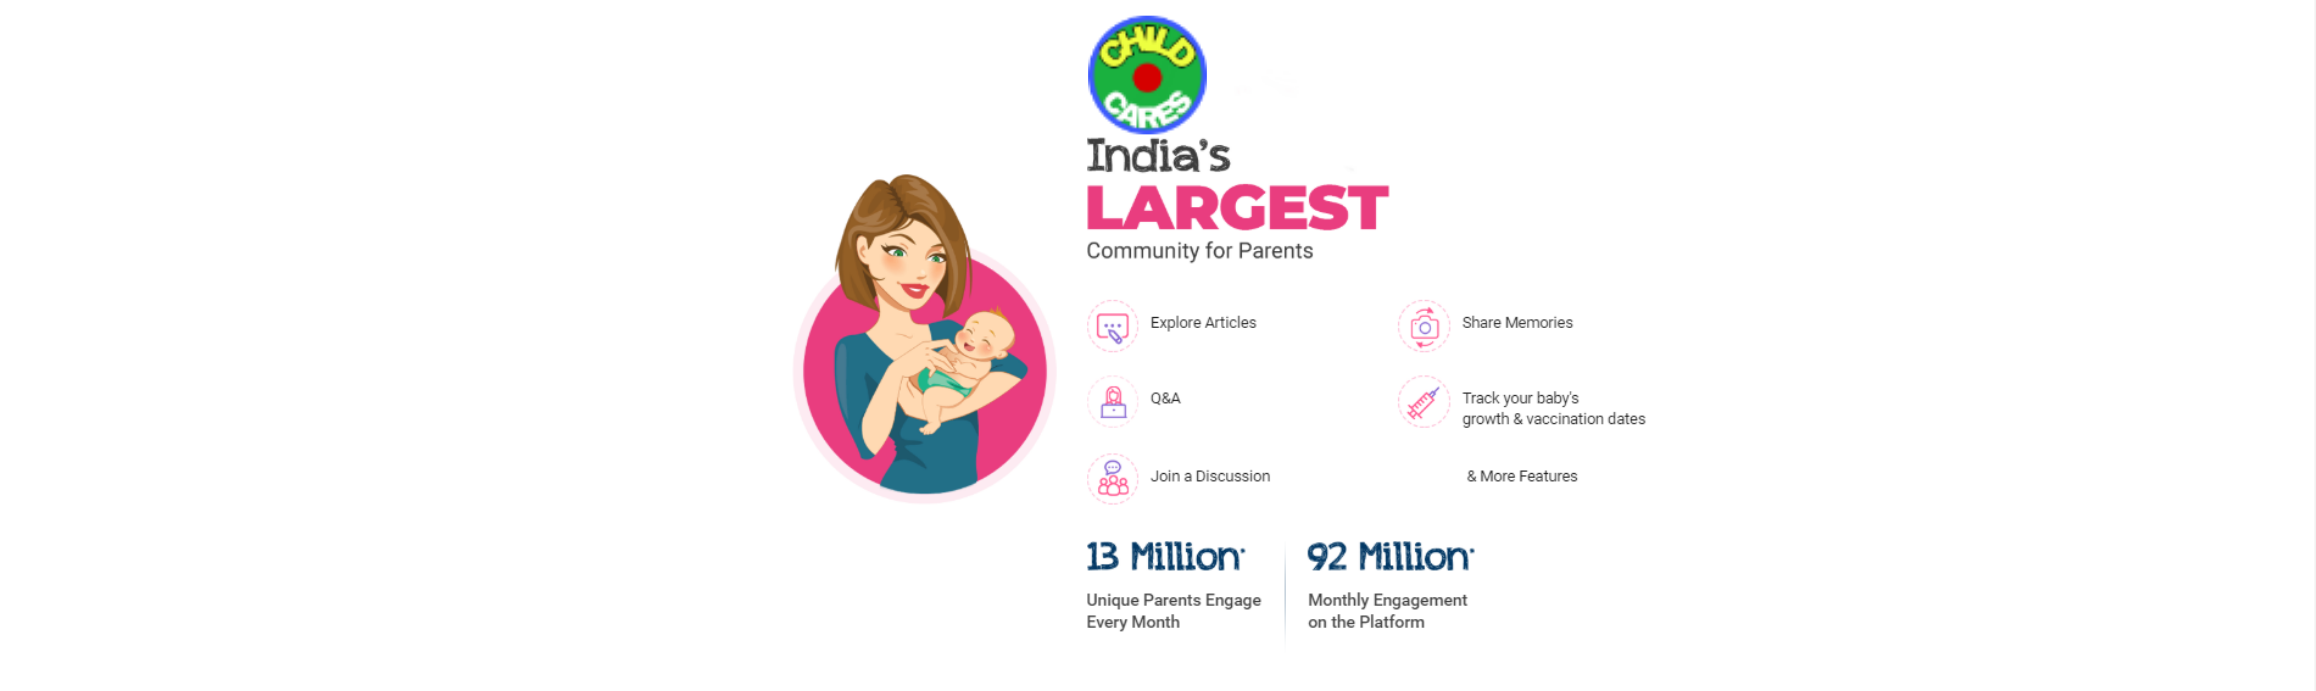 CHILD
CARES
India's
LARGEST
Community for Parents
Explore Articles
Share Memories
Q&A
Track your baby's
growth & vaccination dates
Join a Discussion
& More Features
13 Million*
Unique Parents Engage
Every Month
92 Million*
Monthly Engagement
on the Platform